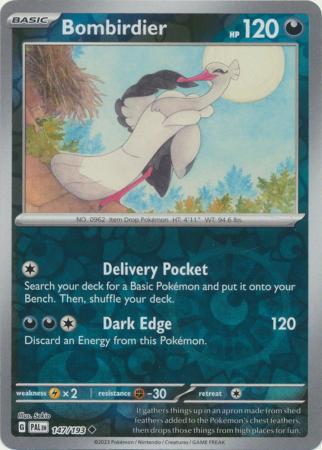 BASIC
Bombirdier
HP 120
NO. 0962 Item Drop Pokémon HT: 4'11" WT: 94.6 lbs
Delivery Pocket
Search your deck for a Basic Pokémon and put it onto your
Bench. Then, shuffle your deck.
Dark Edge 120
Discard an Energy from this Pokémon.
weakness ×2 resistance -30 retreat
Illus. Sekio
G PAL EN 147/193
It gathers things up in an apron made from shed
feathers added to the Pokémon's chest feathers,
then drops those things from high places for fun.
©2023 Pokémon / Nintendo / Creatures / GAME FREAK